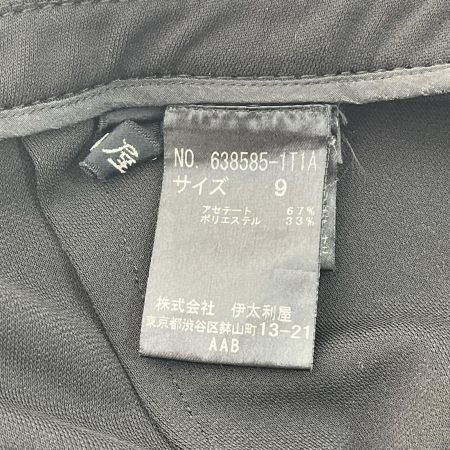 屋
NO. 638585-1T1A
サイズ 9
アセテート 67%
ポリエステル 33%
株式会社 伊太利屋
東京都渋谷区鉢山町13-21
AAB